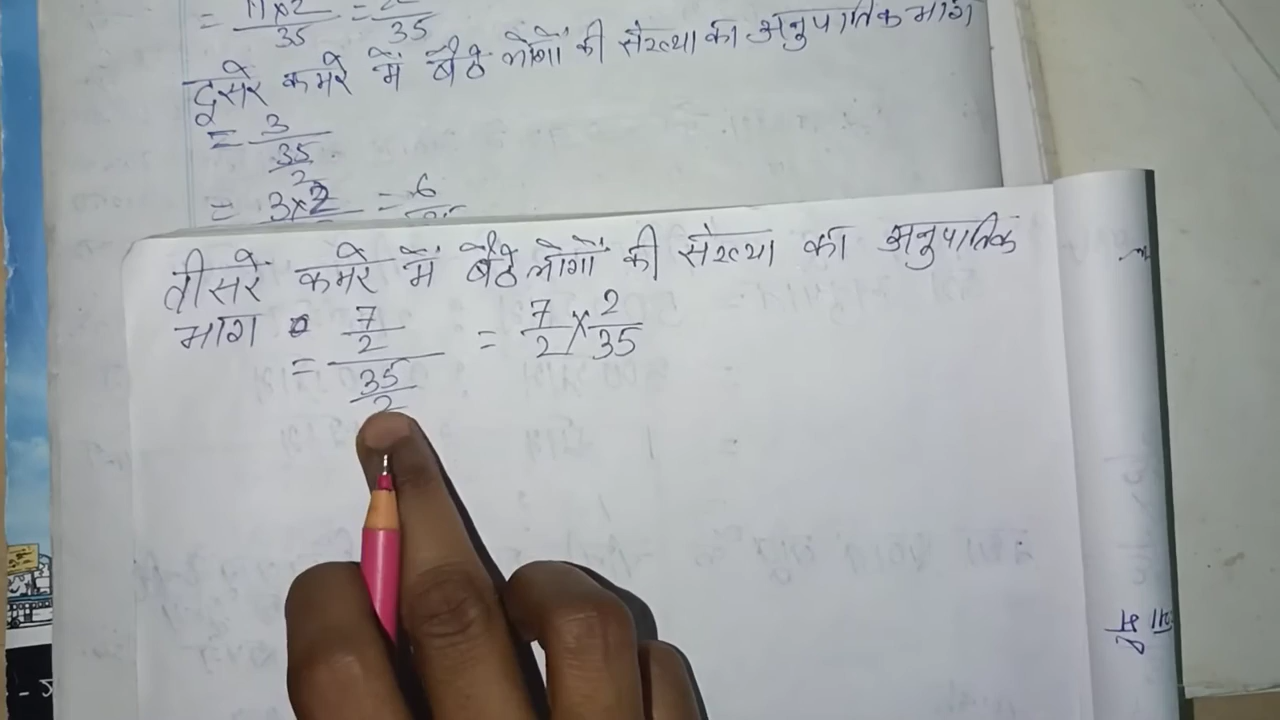 = 11×2/35 = 22/35
दूसरे कमरे में बैठे लोगों की संख्या का अनुपातिक भाग
= 3/(35/2)
= 3×2 = 6
तीसरे कमरे में बैठे लोगों की संख्या का अनुपातिक
भाग = (7/2)/(35/2) = 7/2 × 2/35